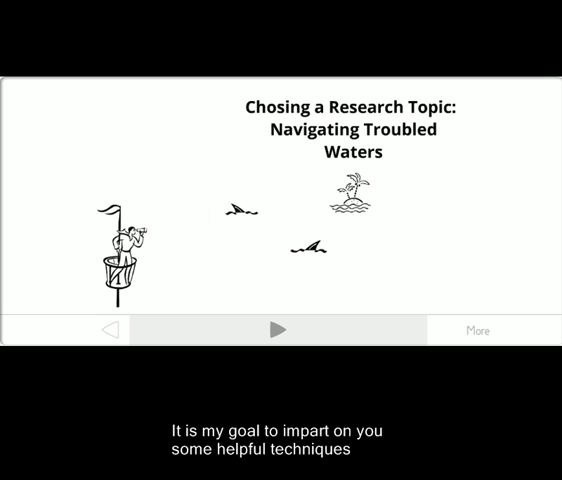 Chosing a Research Topic:
Navigating Troubled
Waters
More
It is my goal to impart on you
some helpful techniques